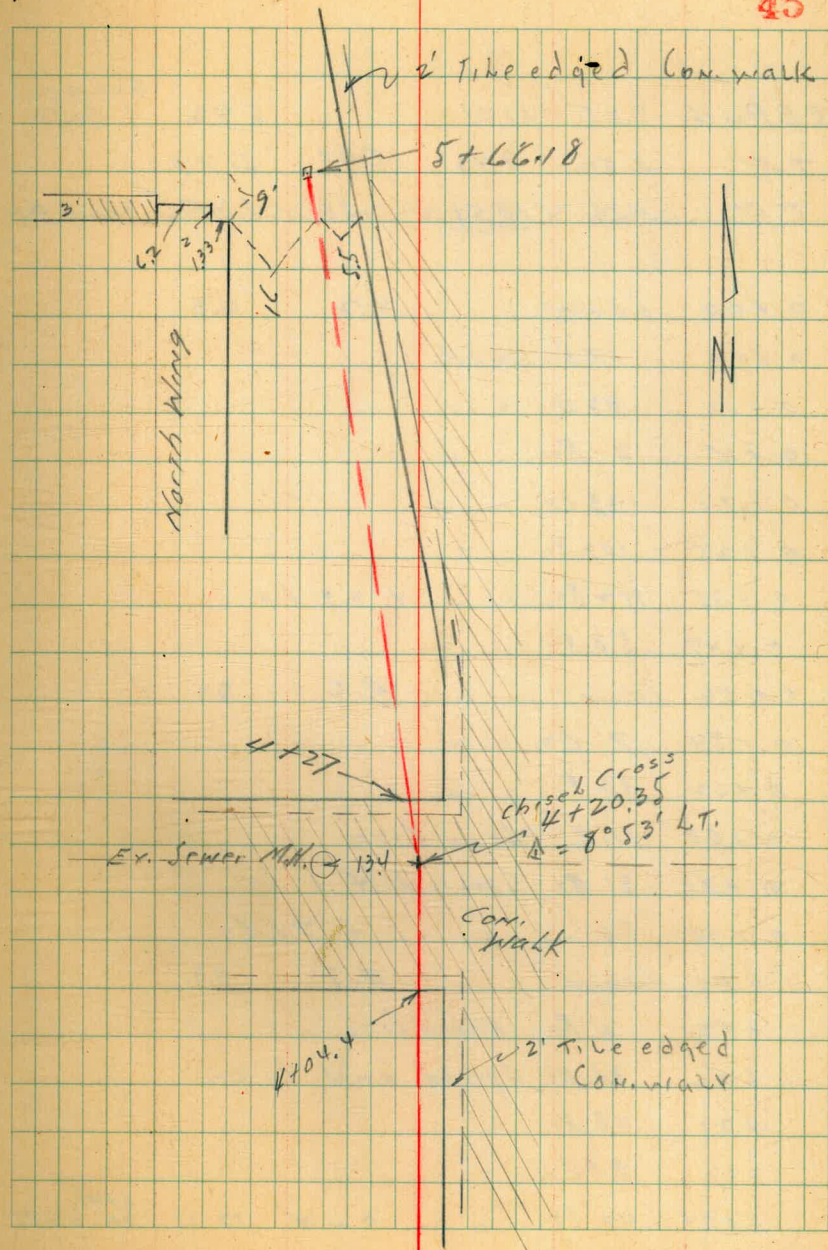 45
2' Tile edged Con. walk
5+66.18
3'
9'
6.2
2
1.33
16
5.5
North Wing
N
4+27
Chisel Cross
4+20.35
Δ = 8° 53' LT.
Ex. Sewer M.H. 13.4
Con.
Walk
4+04.4
2' Tile edged
Con. walk